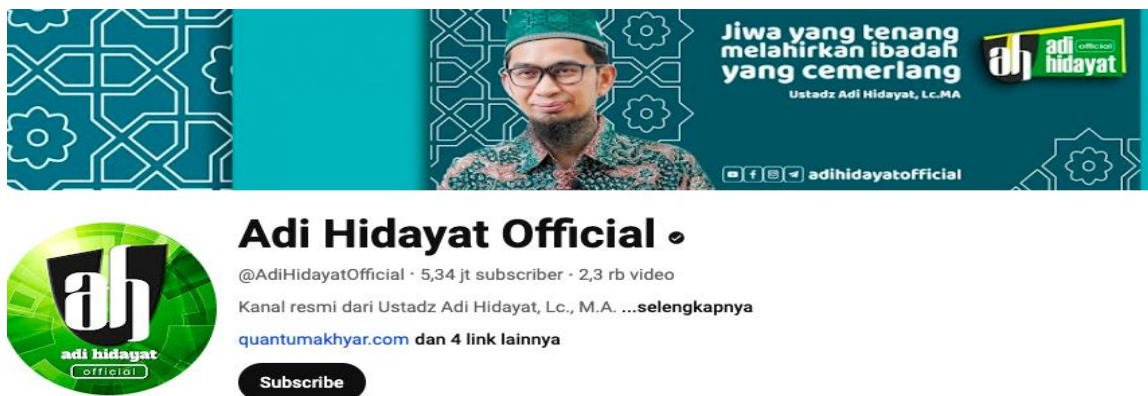 Jiwa yang tenang
melahirkan ibadah
yang cemerlang
Ustadz Adi Hidayat, Lc.MA
ah adi official
hidayat
adihidayatofficial
ah
adi hidayat
official
Adi Hidayat Official
@AdiHidayatOfficial · 5,34 jt subscriber · 2,3 rb video
Kanal resmi dari Ustadz Adi Hidayat, Lc., M.A. ...selengkapnya
quantumakhyar.com dan 4 link lainnya
Subscribe